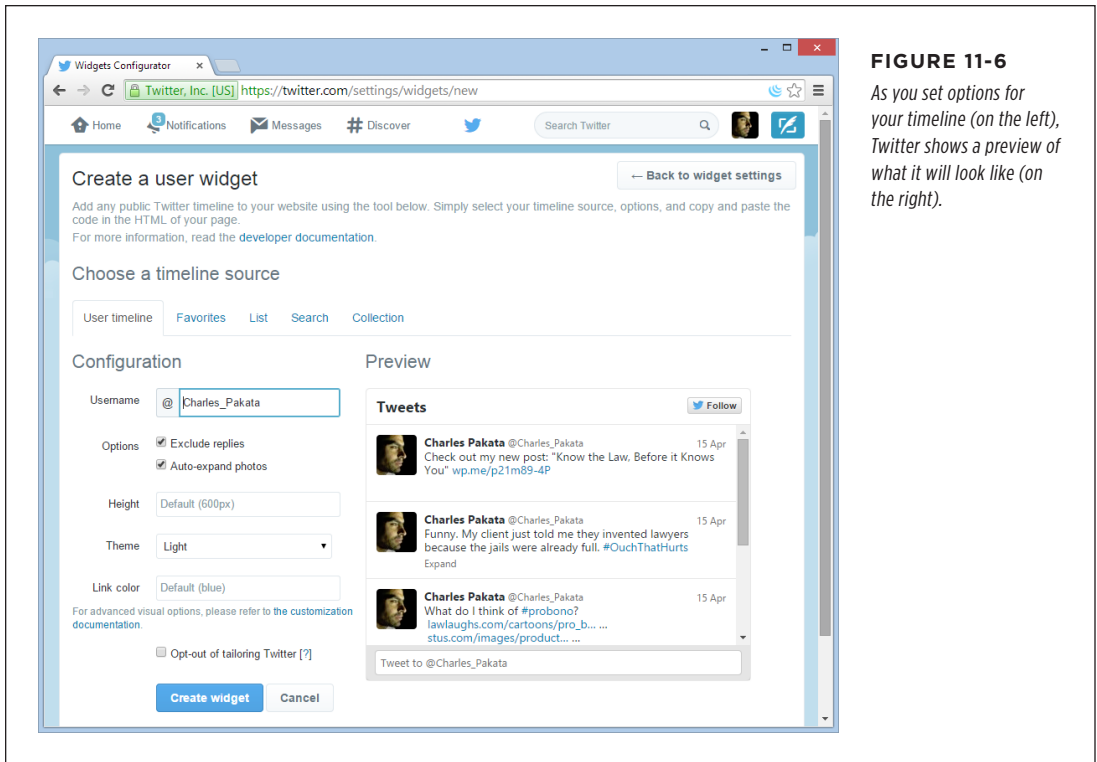 Widgets Configurator
Twitter, Inc. [US] https://twitter.com/settings/widgets/new
Home 3 Notifications Messages Discover Search Twitter
Create a user widget
← Back to widget settings
Add any public Twitter timeline to your website using the tool below. Simply select your timeline source, options, and copy and paste the
code in the HTML of your page.
For more information, read the developer documentation.
Choose a timeline source
User timeline Favorites List Search Collection
Configuration
Username @ Charles_Pakata
Options Exclude replies
Auto-expand photos
Height Default (600px)
Theme Light
Link color Default (blue)
For advanced visual options, please refer to the customization
documentation.
Opt-out of tailoring Twitter [?]
Create widget Cancel
Preview
Tweets Follow
Charles Pakata @Charles_Pakata 15 Apr
Check out my new post: "Know the Law, Before it Knows
You" wp.me/p21m89-4P
Charles Pakata @Charles_Pakata 15 Apr
Funny. My client just told me they invented lawyers
because the jails were already full. #OuchThatHurts
Expand
Charles Pakata @Charles_Pakata 15 Apr
What do I think of #probono?
lawlaughs.com/cartoons/pro_b... ...
stus.com/images/product... ...
Tweet to @Charles_Pakata
FIGURE 11-6
As you set options for
your timeline (on the left),
Twitter shows a preview of
what it will look like (on
the right).